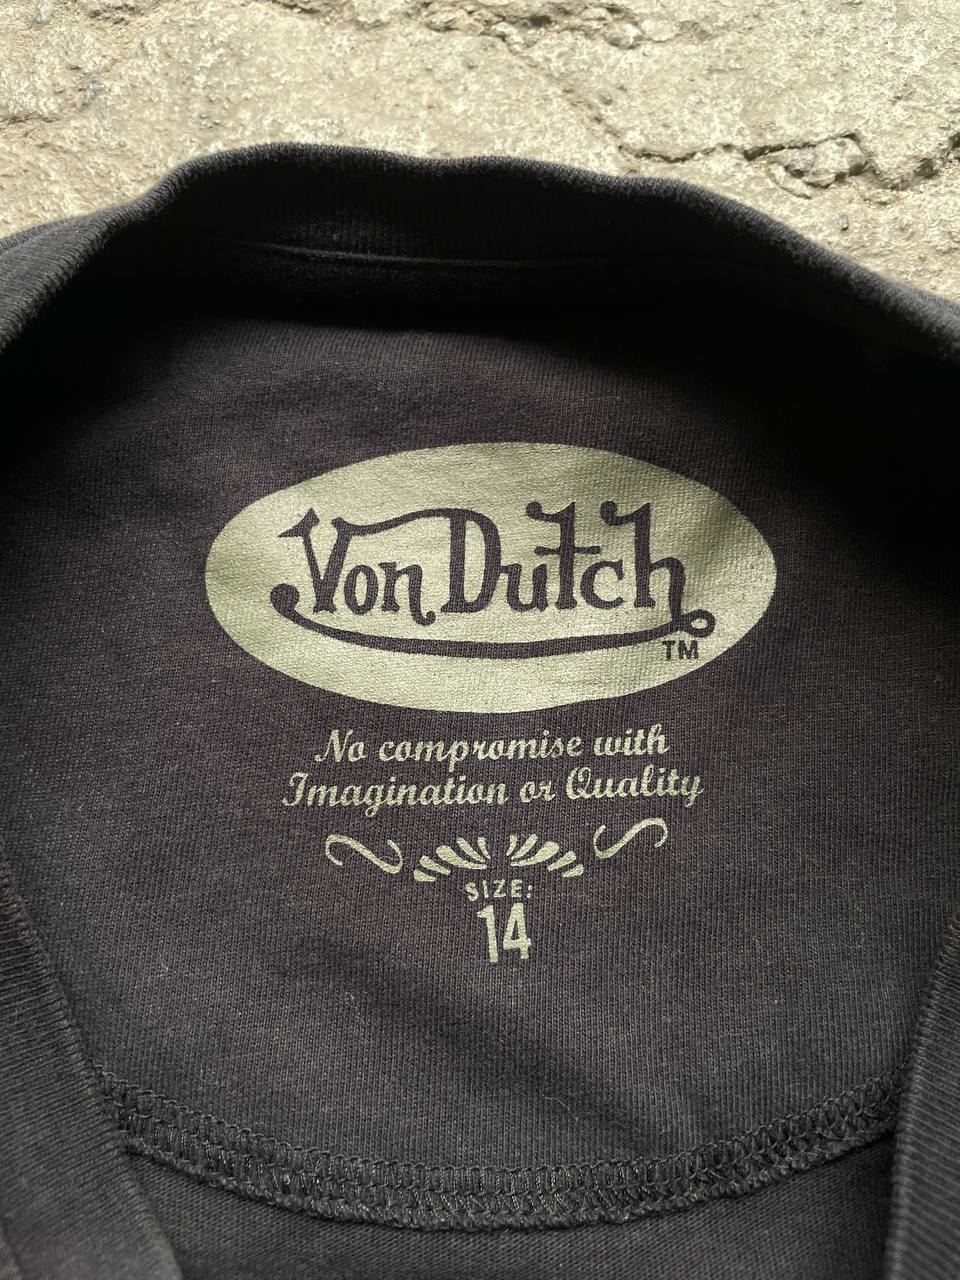 Von Dutch
TM
No compromise with
Imagination or Quality
SIZE:
14